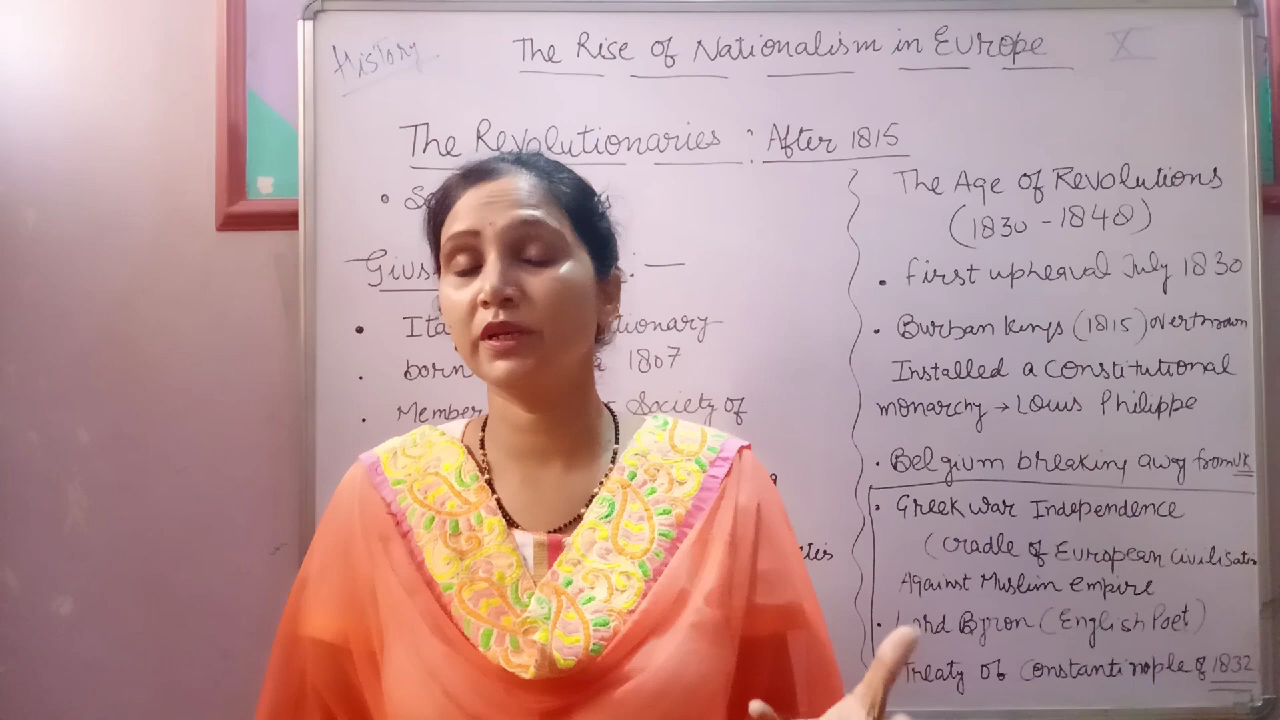 History
The Rise of Nationalism in Europe
X
The Revolutionaries : After 1815
born 1807
Member Society of
The Age of Revolutions
(1830 - 1848)
• First upheaval July 1830
• Burban kings (1815) overthrown
Installed a constitutional
monarchy → Louis Philippe
• Belgium breaking away from UK
• Greek war Independence
(cradle of European civilisation
Against Muslim empire
• Lord Byron (English Poet)
Treaty of Constantinople of 1832